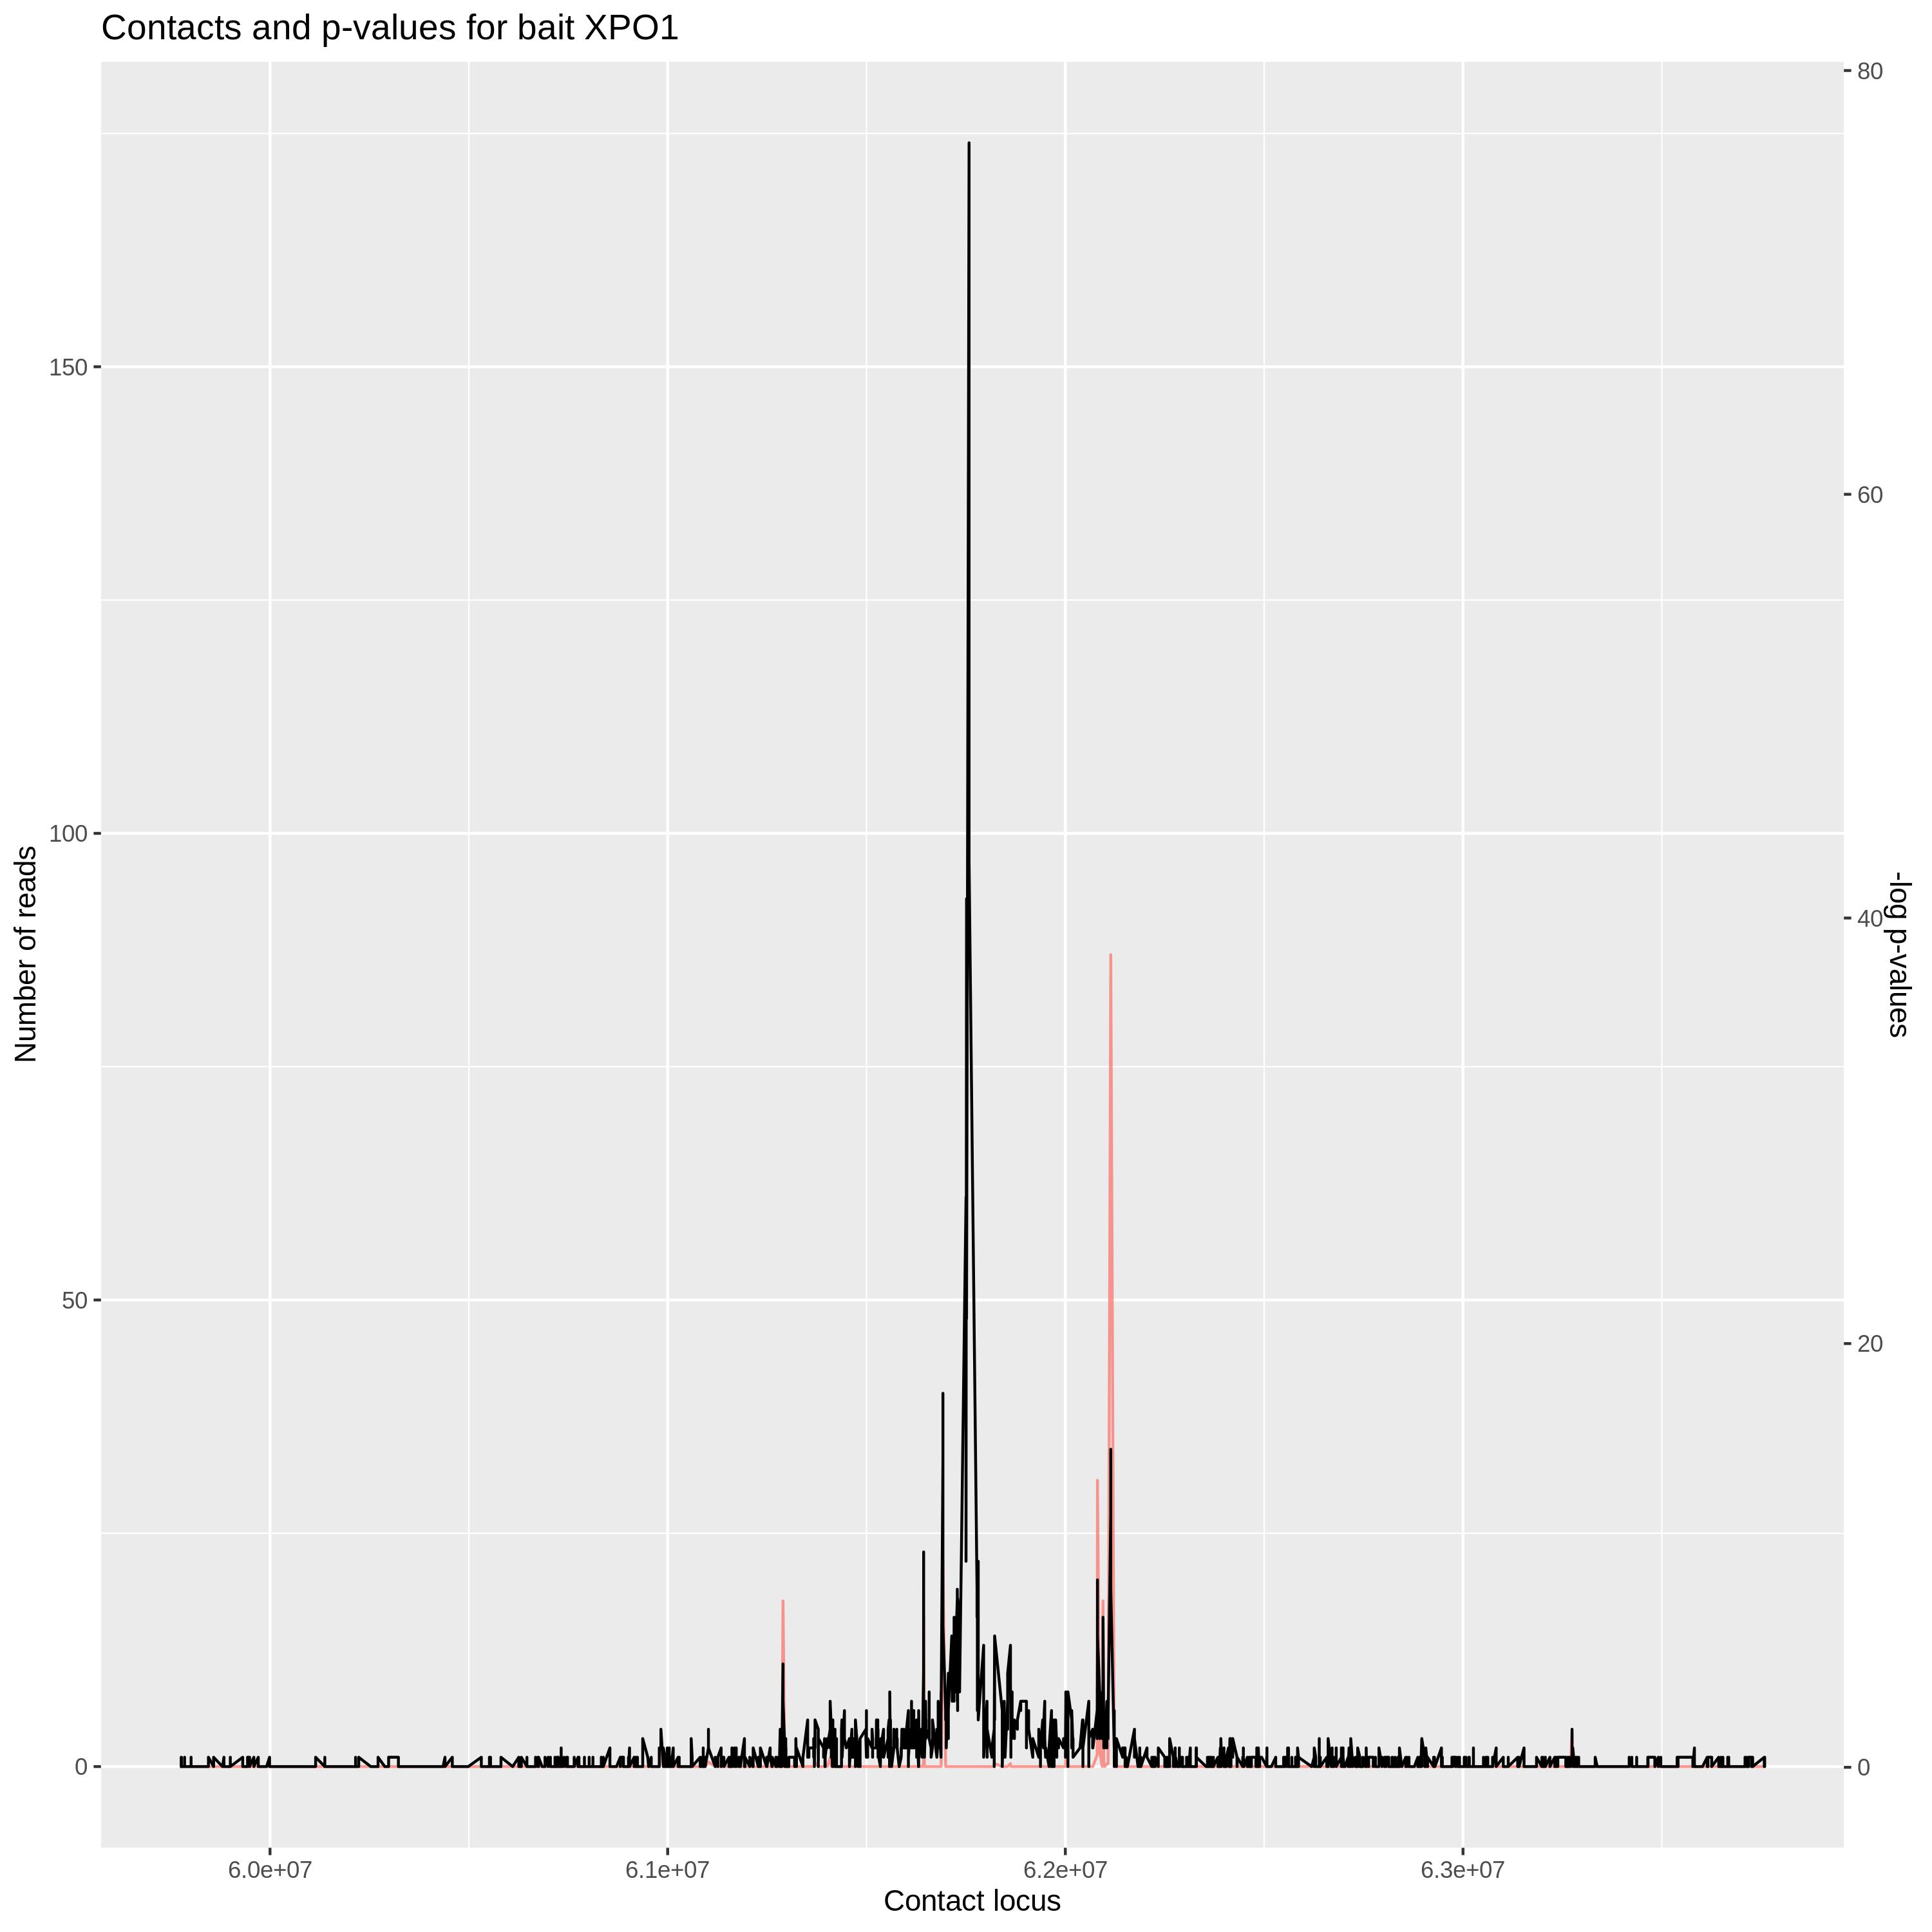 Contacts and p-values for bait XPO1
80
150
60
100
40
Number of reads
-log p-values
50
20
0
0
6.0e+07 6.1e+07 6.2e+07 6.3e+07
Contact locus